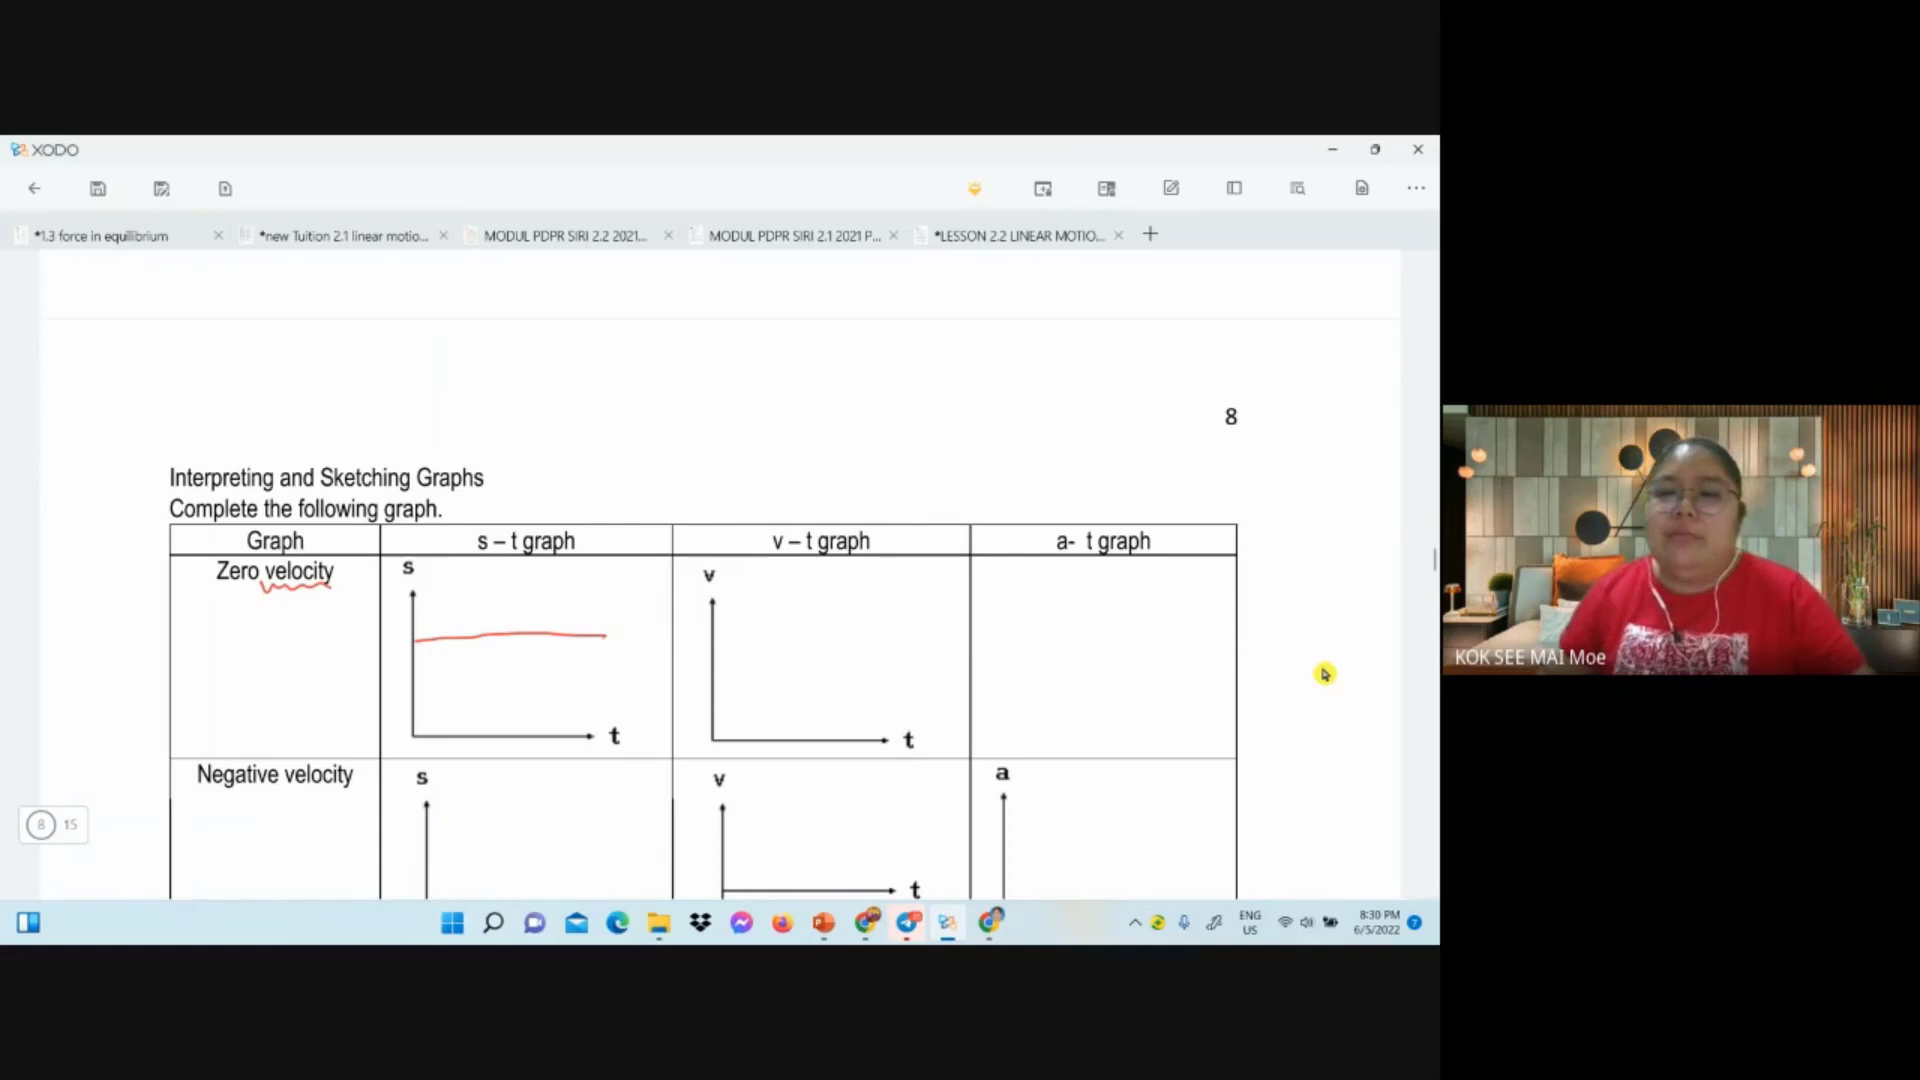 XODO
*1.3 force in equilibrium
*new Tuition 2.1 linear motio...
MODUL PDPR SIRI 2.2 2021...
MODUL PDPR SIRI 2.1 2021 P...
*LESSON 2.2 LINEAR MOTIO...
8
Interpreting and Sketching Graphs
Complete the following graph.
Graph
s – t graph
v – t graph
a- t graph
Zero velocity
s
t
v
t
Negative velocity
s
v
t
a
8 15
KOK SEE MAI Moe
ENG
US
8:30 PM
6/5/2022
7